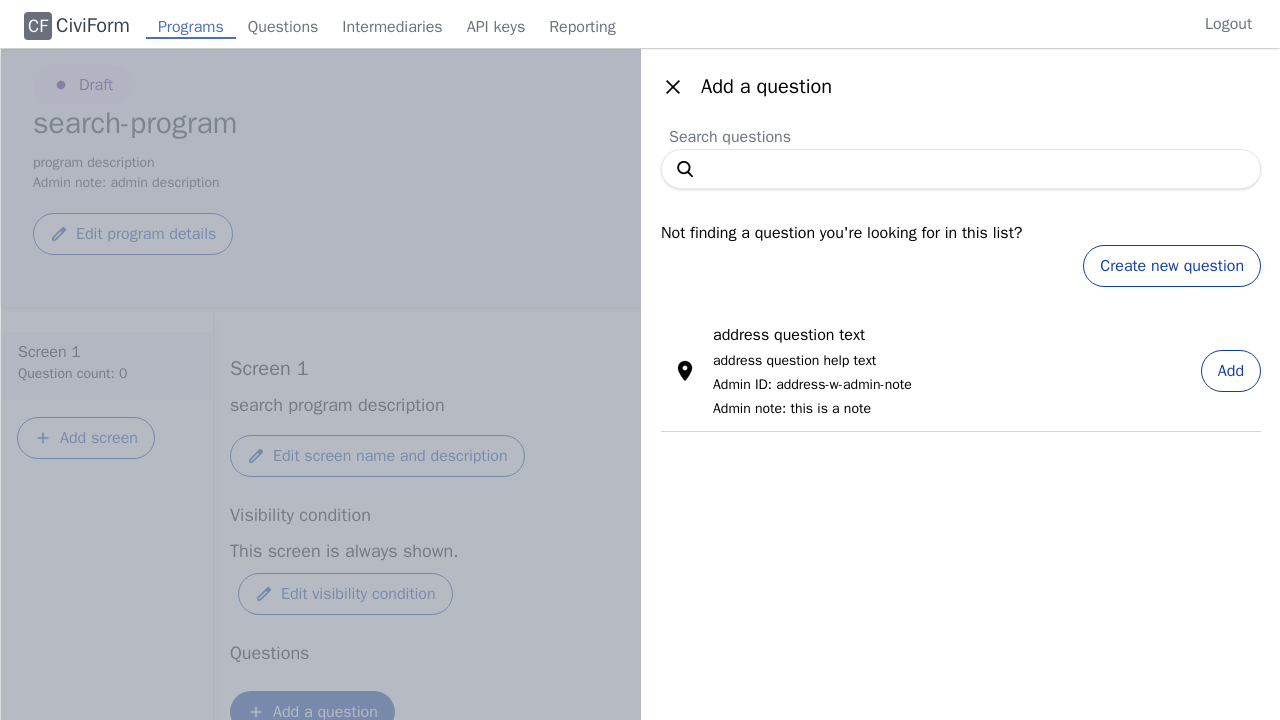 CF CiviForm Programs Questions Intermediaries API keys Reporting Logout
Draft
search-program
program description
Admin note: admin description
Edit program details
Screen 1
Question count: 0
Add screen
Screen 1
search program description
Edit screen name and description
Visibility condition
This screen is always shown.
Edit visibility condition
Questions
Add a question
Add a question
Search questions
Not finding a question you're looking for in this list?
Create new question
address question text
address question help text
Admin ID: address-w-admin-note
Admin note: this is a note
Add